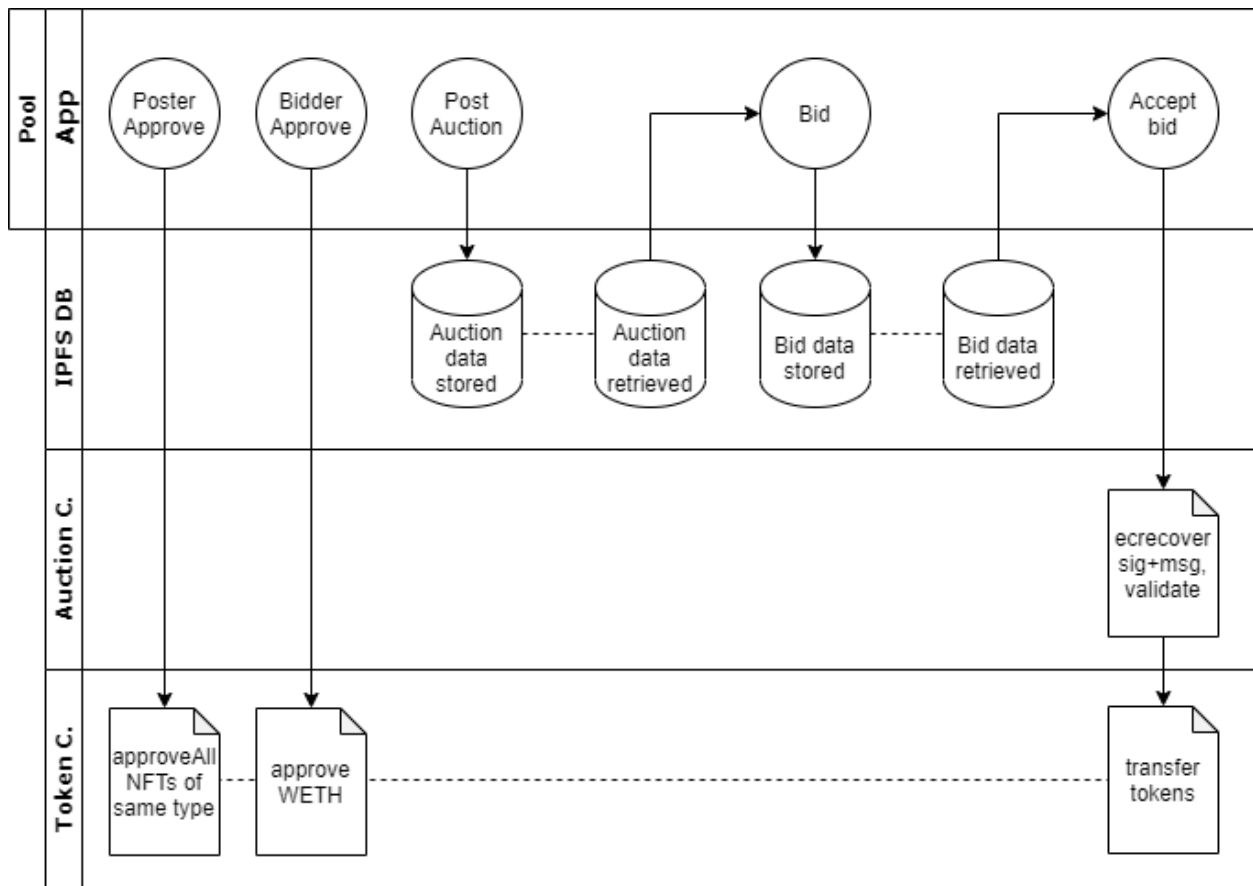 Pool
App
Poster
Approve
Bidder
Approve
Post
Auction
Bid
Accept
bid
IPFS DB
Auction
data
stored
Auction
data
retrieved
Bid data
stored
Bid data
retrieved
Auction C.
ecrecover
sig+msg,
validate
Token C.
approveAll
NFTs of
same type
approve
WETH
transfer
tokens